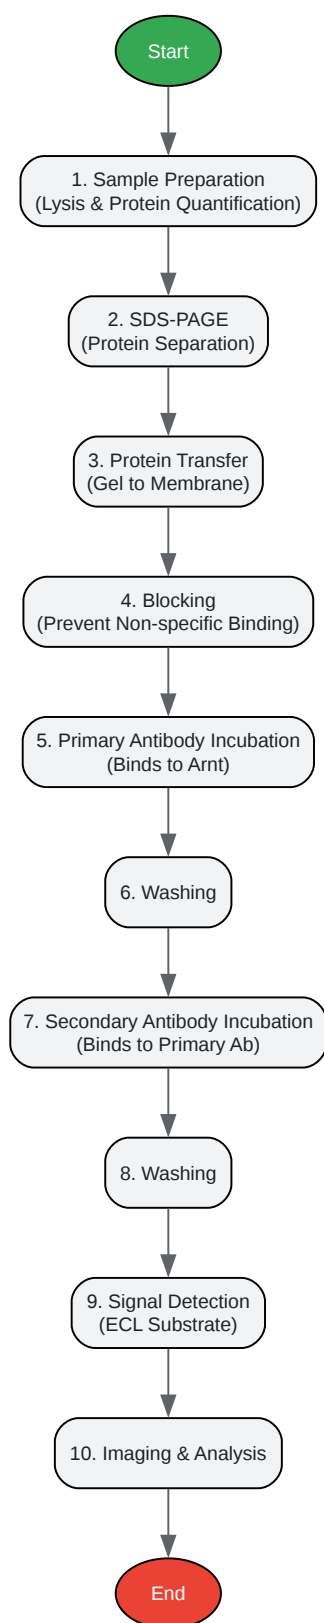 Start
1. Sample Preparation
(Lysis & Protein Quantification)
2. SDS-PAGE
(Protein Separation)
3. Protein Transfer
(Gel to Membrane)
4. Blocking
(Prevent Non-specific Binding)
5. Primary Antibody Incubation
(Binds to Arnt)
6. Washing
7. Secondary Antibody Incubation
(Binds to Primary Ab)
8. Washing
9. Signal Detection
(ECL Substrate)
10. Imaging & Analysis
End